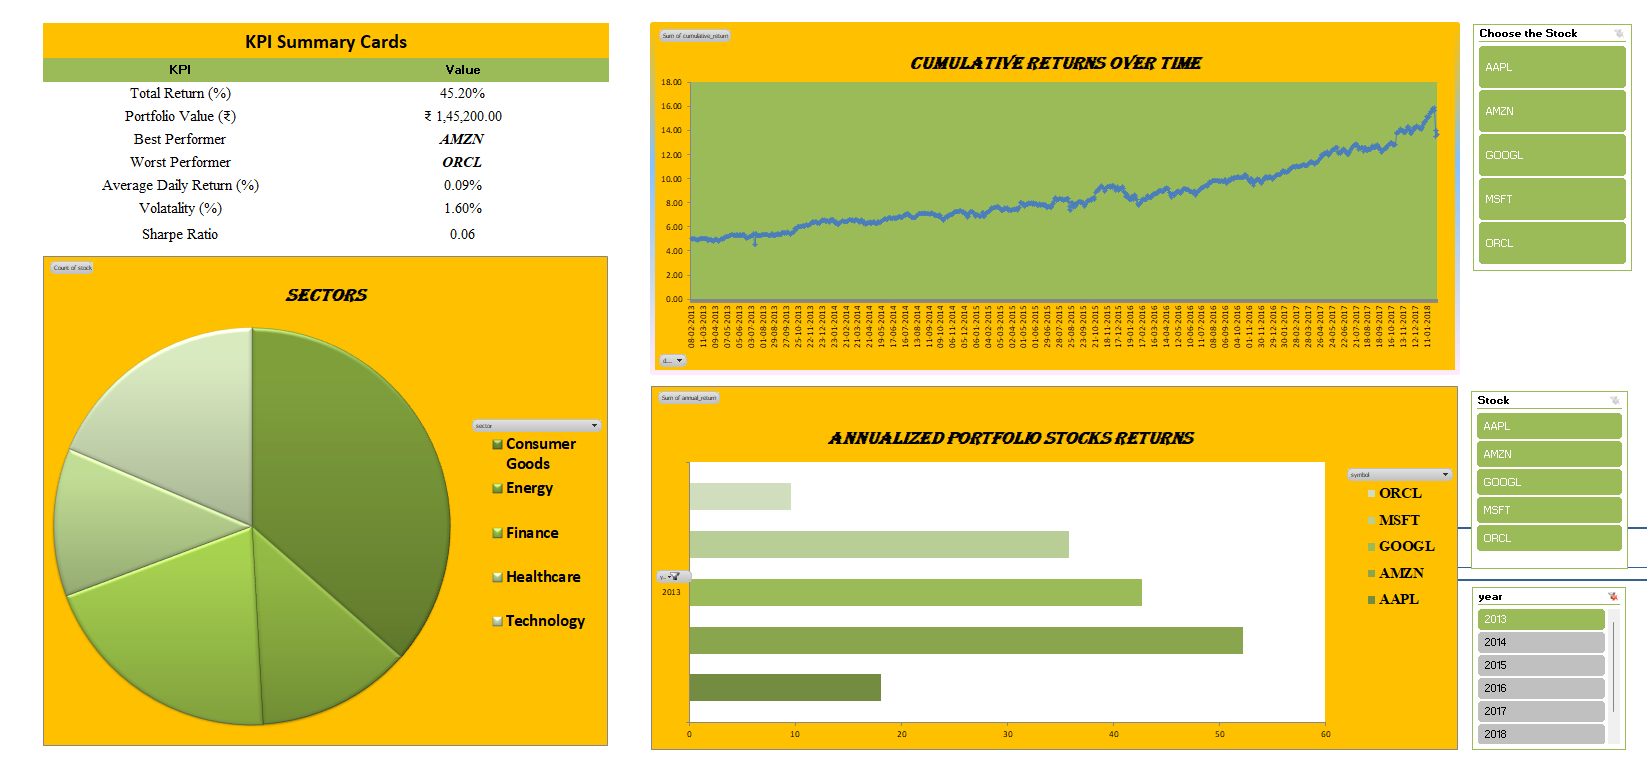 KPI Summary Cards
KPI Value
Total Return (%) 45.20%
Portfolio Value (₹) ₹ 1,45,200.00
Best Performer AMZN
Worst Performer ORCL
Average Daily Return (%) 0.09%
Volatality (%) 1.60%
Sharpe Ratio 0.06
Count of stock
SECTORS
sector
Consumer
Goods
Energy
Finance
Healthcare
Technology
Sum of cumulative_return
CUMULATIVE RETURNS OVER TIME
18.00
16.00
14.00
12.00
10.00
8.00
6.00
4.00
2.00
0.00
08-02-2013
11-03-2013
09-04-2013
07-05-2013
05-06-2013
03-07-2013
01-08-2013
29-08-2013
27-09-2013
25-10-2013
22-11-2013
23-12-2013
23-01-2014
21-02-2014
21-03-2014
21-04-2014
19-05-2014
17-06-2014
16-07-2014
13-08-2014
11-09-2014
09-10-2014
06-11-2014
05-12-2014
06-01-2015
04-02-2015
05-03-2015
02-04-2015
01-05-2015
01-06-2015
29-06-2015
28-07-2015
25-08-2015
23-09-2015
21-10-2015
18-11-2015
17-12-2015
19-01-2016
17-02-2016
16-03-2016
14-04-2016
12-05-2016
10-06-2016
11-07-2016
08-08-2016
06-09-2016
04-10-2016
01-11-2016
30-11-2016
29-12-2016
30-01-2017
28-02-2017
28-03-2017
26-04-2017
24-05-2017
22-06-2017
21-07-2017
18-08-2017
18-09-2017
16-10-2017
13-11-2017
12-12-2017
11-01-2018
d...
Choose the Stock
AAPL
AMZN
GOOGL
MSFT
ORCL
Sum of annual_return
ANNUALIZED PORTFOLIO STOCKS RETURNS
y...
2013
0 10 20 30 40 50 60
symbol
ORCL
MSFT
GOOGL
AMZN
AAPL
Stock
AAPL
AMZN
GOOGL
MSFT
ORCL
year
2013
2014
2015
2016
2017
2018